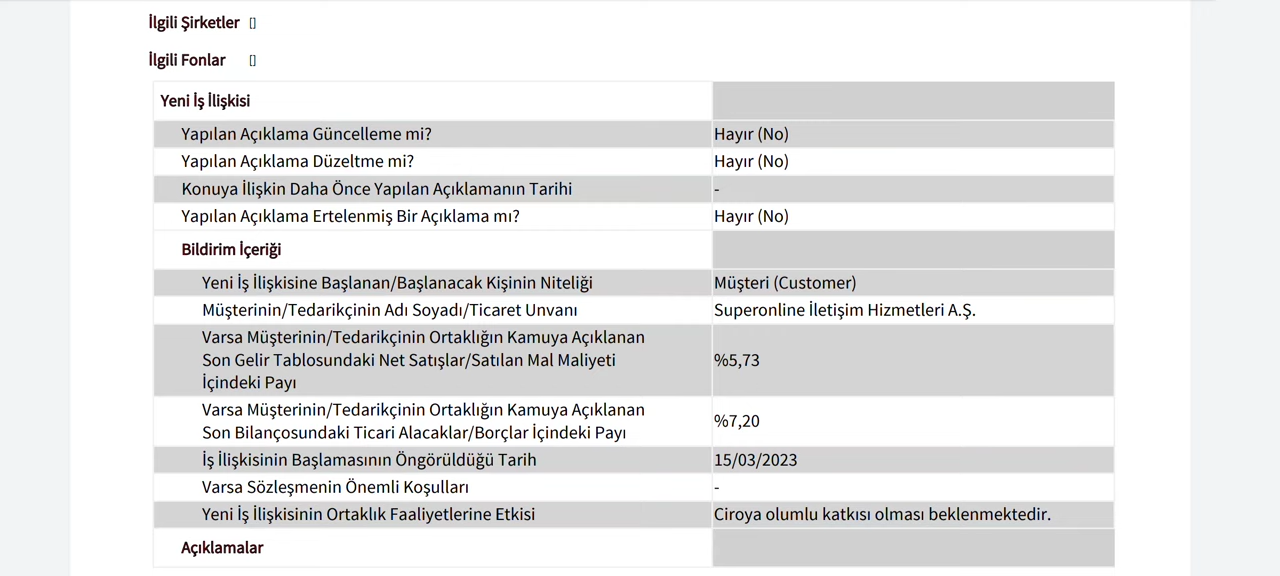 İlgili Şirketler []
İlgili Fonlar []
Yeni İş İlişkisi
Yapılan Açıklama Güncelleme mi? Hayır (No)
Yapılan Açıklama Düzeltme mi? Hayır (No)
Konuya İlişkin Daha Önce Yapılan Açıklamanın Tarihi -
Yapılan Açıklama Ertelenmiş Bir Açıklama mı? Hayır (No)
Bildirim İçeriği
Yeni İş İlişkisine Başlanan/Başlanacak Kişinin Niteliği Müşteri (Customer)
Müşterinin/Tedarikçinin Adı Soyadı/Ticaret Unvanı Superonline İletişim Hizmetleri A.Ş.
Varsa Müşterinin/Tedarikçinin Ortaklığın Kamuya Açıklanan
Son Gelir Tablosundaki Net Satışlar/Satılan Mal Maliyeti
İçindeki Payı
%5,73
Varsa Müşterinin/Tedarikçinin Ortaklığın Kamuya Açıklanan
Son Bilançosundaki Ticari Alacaklar/Borçlar İçindeki Payı
%7,20
İş İlişkisinin Başlamasının Öngörüldüğü Tarih 15/03/2023
Varsa Sözleşmenin Önemli Koşulları -
Yeni İş İlişkisinin Ortaklık Faaliyetlerine Etkisi Ciroya olumlu katkısı olması beklenmektedir.
Açıklamalar